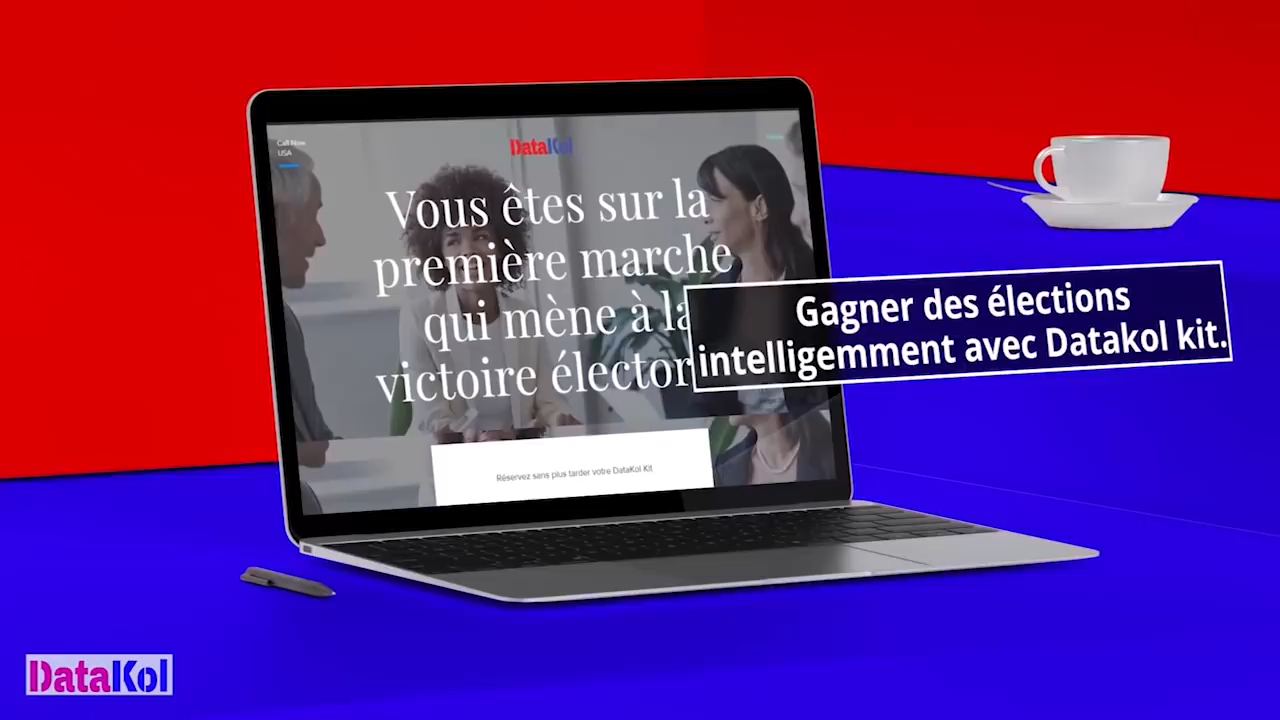 Call Now
USA
DataKol
Vous êtes sur la
première marche
qui mène à la
victoire élector
Réservez sans plus tarder votre DataKol Kit
Gagner des élections
intelligemment avec Datakol kit.
DataKol